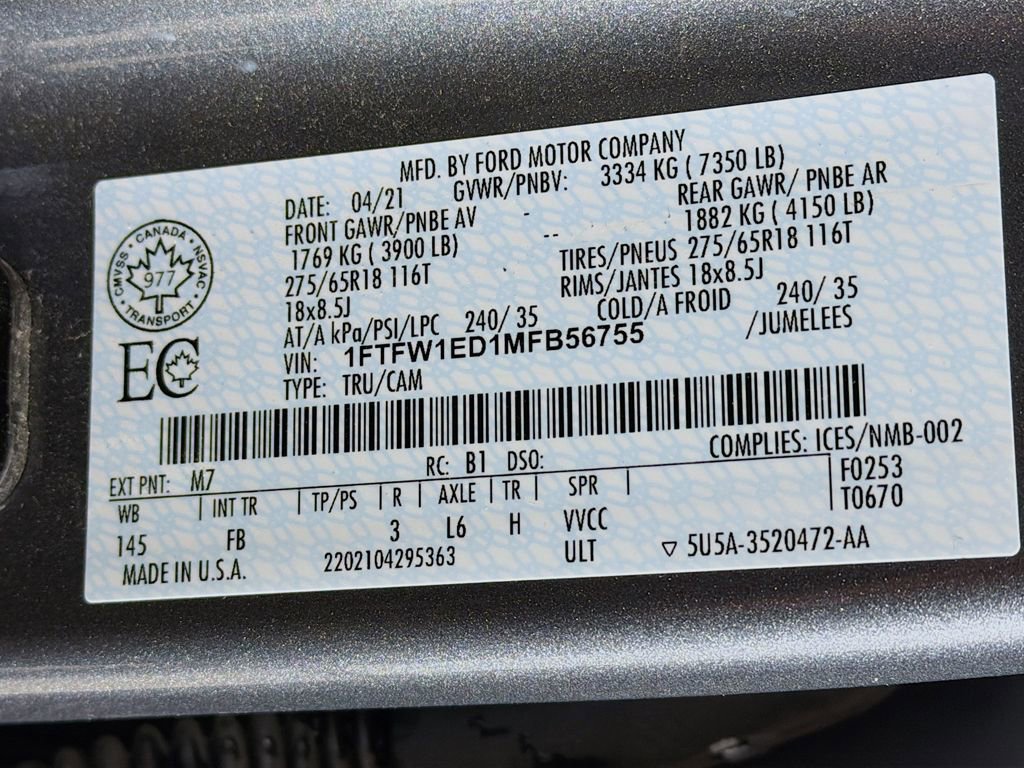 MFD. BY FORD MOTOR COMPANY
DATE: 04/21 GVWR/PNBV: 3334 KG ( 7350 LB)
FRONT GAWR/PNBE AV REAR GAWR/ PNBE AR
1769 KG ( 3900 LB) -- - 1882 KG ( 4150 LB)
275/65R18 116T TIRES/PNEUS 275/65R18 116T
18x8.5J RIMS/JANTES 18x8.5J
AT/A kPa/PSI/LPC 240/ 35 COLD/A FROID 240/ 35
VIN: 1FTFW1ED1MFB56755 /JUMELEES
TYPE: TRU/CAM
CANADA
CMVSS NSVAC
977
TRANSPORT
EC
COMPLIES: ICES/NMB-002
EXT PNT: M7 RC: B1 DSO:
WB | INT TR | TP/PS | R | AXLE | TR | SPR | F0253
T0670
145 FB 3 L6 H VVCC
MADE IN U.S.A. 2202104295363 ULT ▽ 5U5A-3520472-AA